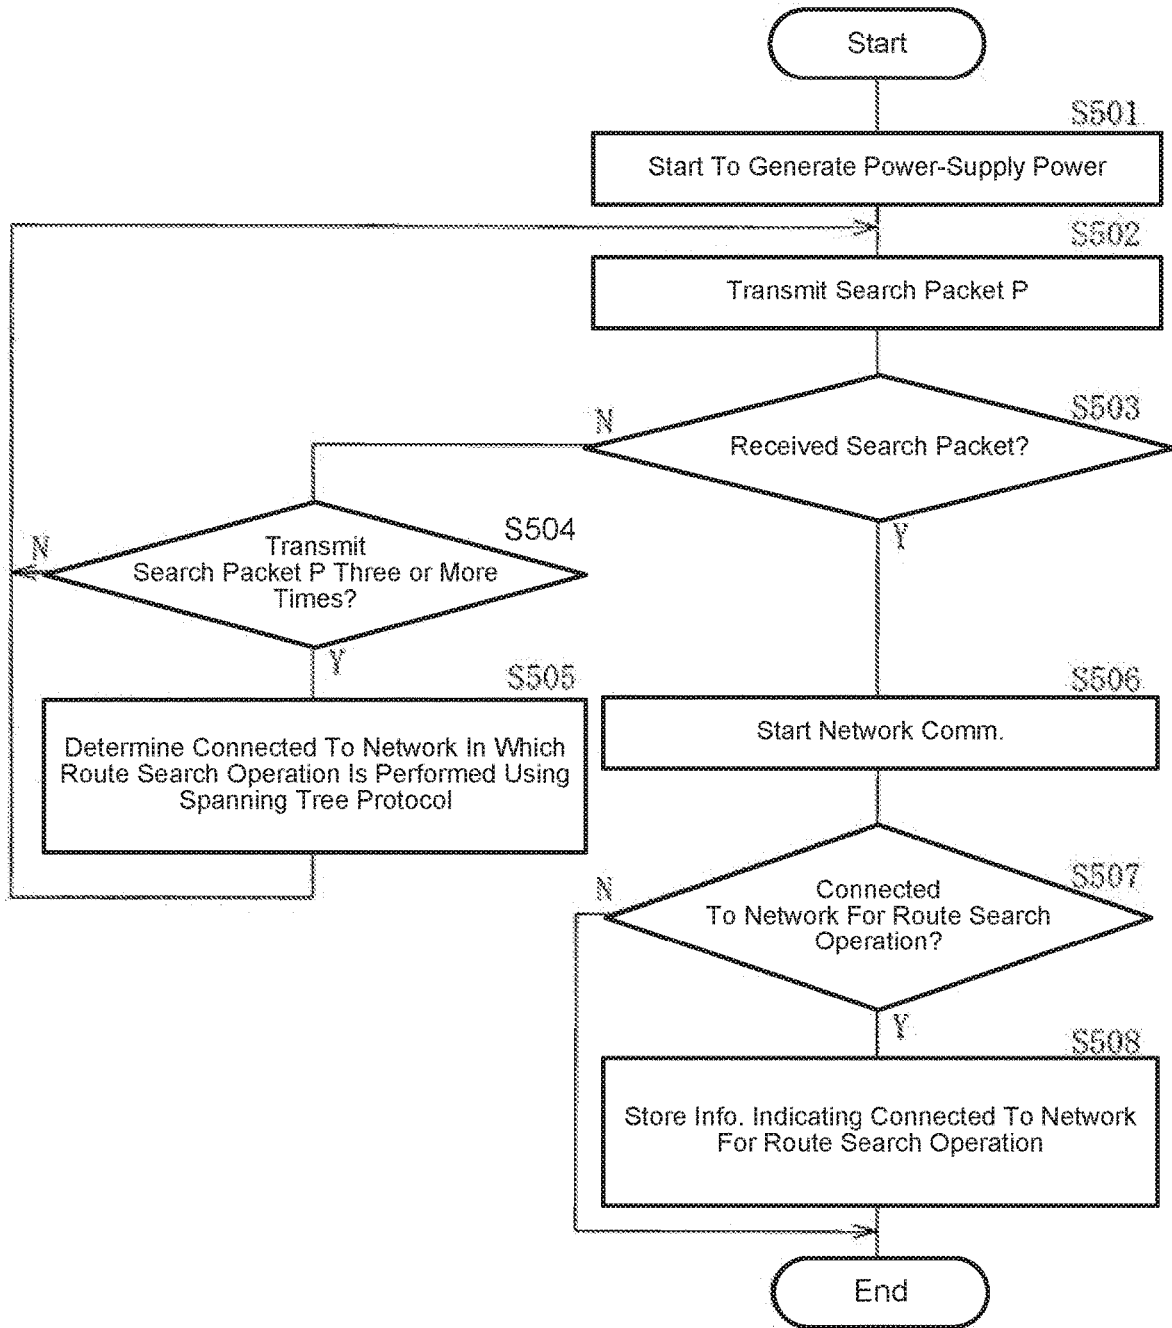 Start
S501
Start To Generate Power-Supply Power
S502
Transmit Search Packet P
S503
N
Received Search Packet?
Y
S504
N
Transmit
Search Packet P Three or More
Times?
Y
S505
Determine Connected To Network In Which
Route Search Operation Is Performed Using
Spanning Tree Protocol
S506
Start Network Comm.
S507
N
Connected
To Network For Route Search
Operation?
Y
S508
Store Info. Indicating Connected To Network
For Route Search Operation
End